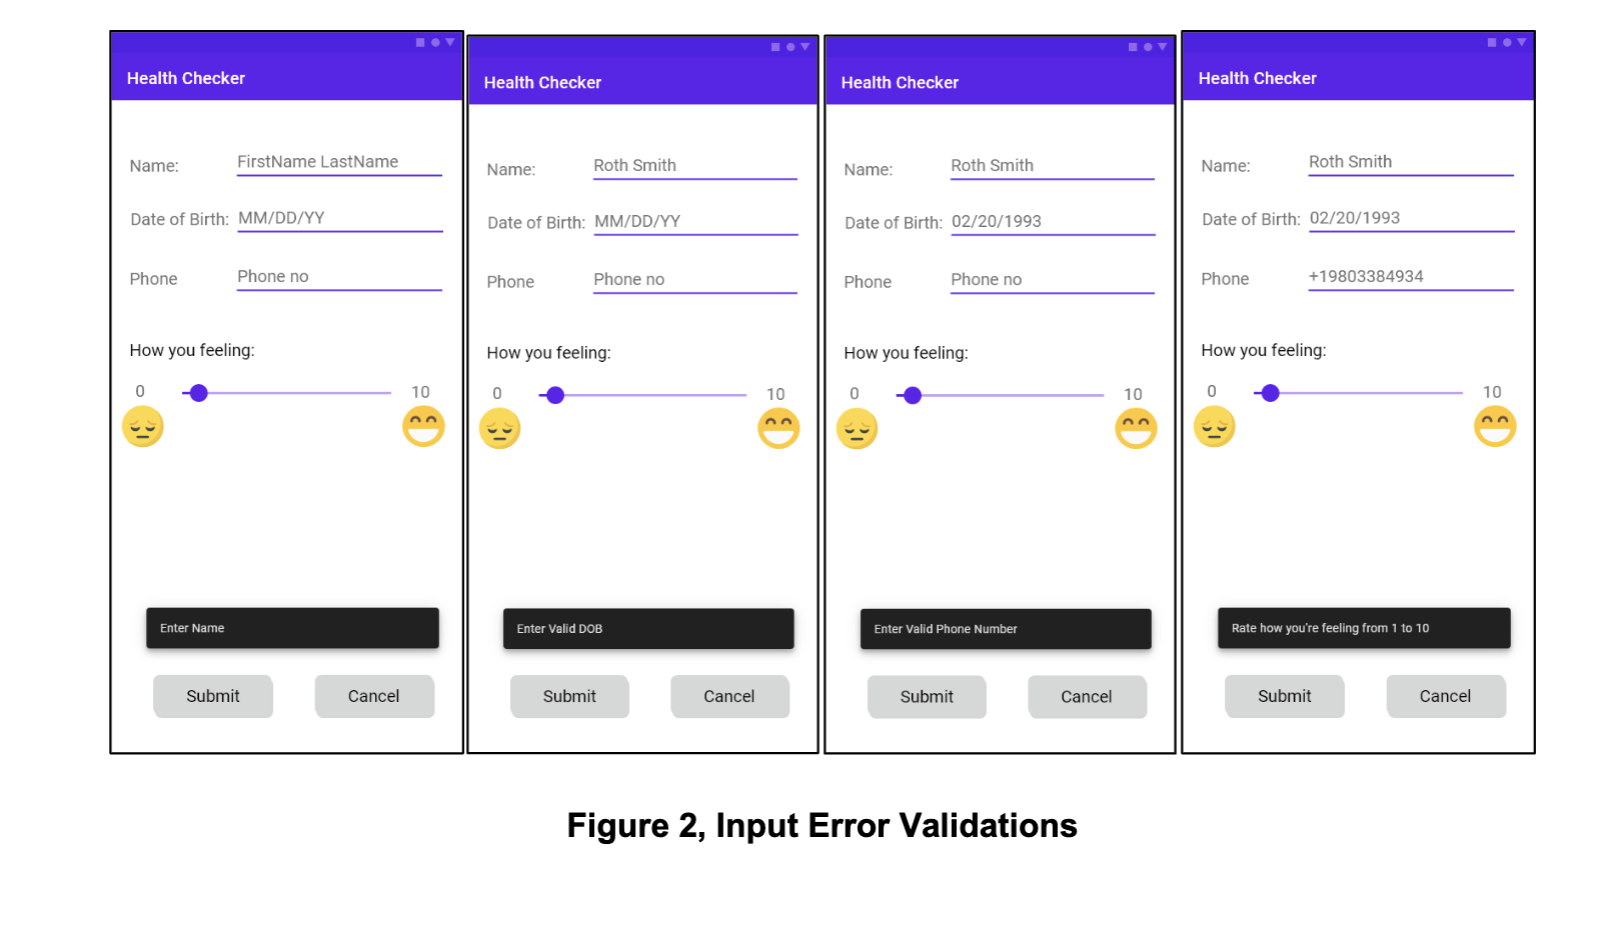 Health Checker
Name: FirstName LastName
Date of Birth: MM/DD/YY
Phone Phone no
How you feeling:
0 10
Enter Name
Submit Cancel
Health Checker
Name: Roth Smith
Date of Birth: MM/DD/YY
Phone Phone no
How you feeling:
0 10
Enter Valid DOB
Submit Cancel
Health Checker
Name: Roth Smith
Date of Birth: 02/20/1993
Phone Phone no
How you feeling:
0 10
Enter Valid Phone Number
Submit Cancel
Health Checker
Name: Roth Smith
Date of Birth: 02/20/1993
Phone +19803384934
How you feeling:
0 10
Rate how you're feeling from 1 to 10
Submit Cancel
Figure 2, Input Error Validations